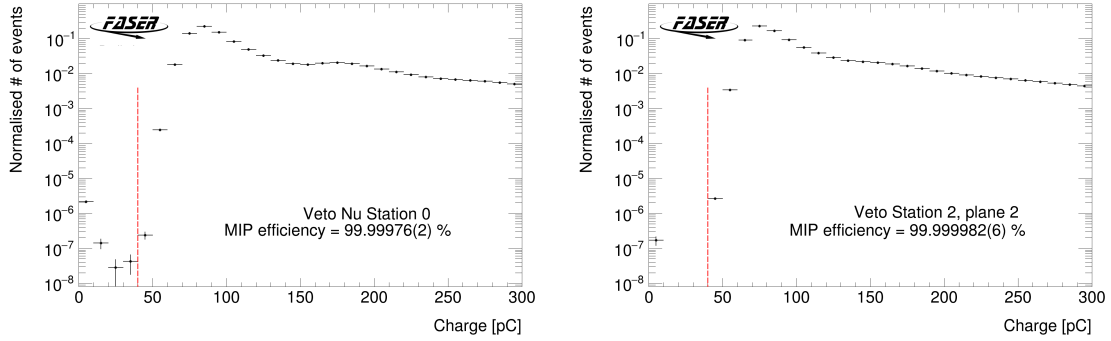 Normalised # of events
FASER
10⁻¹
10⁻²
10⁻³
10⁻⁴
10⁻⁵
10⁻⁶
10⁻⁷
10⁻⁸
Veto Nu Station 0
MIP efficiency = 99.99976(2) %
0 50 100 150 200 250 300
Charge [pC]
Normalised # of events
FASER
10⁻¹
10⁻²
10⁻³
10⁻⁴
10⁻⁵
10⁻⁶
10⁻⁷
10⁻⁸
Veto Station 2, plane 2
MIP efficiency = 99.999982(6) %
0 50 100 150 200 250 300
Charge [pC]